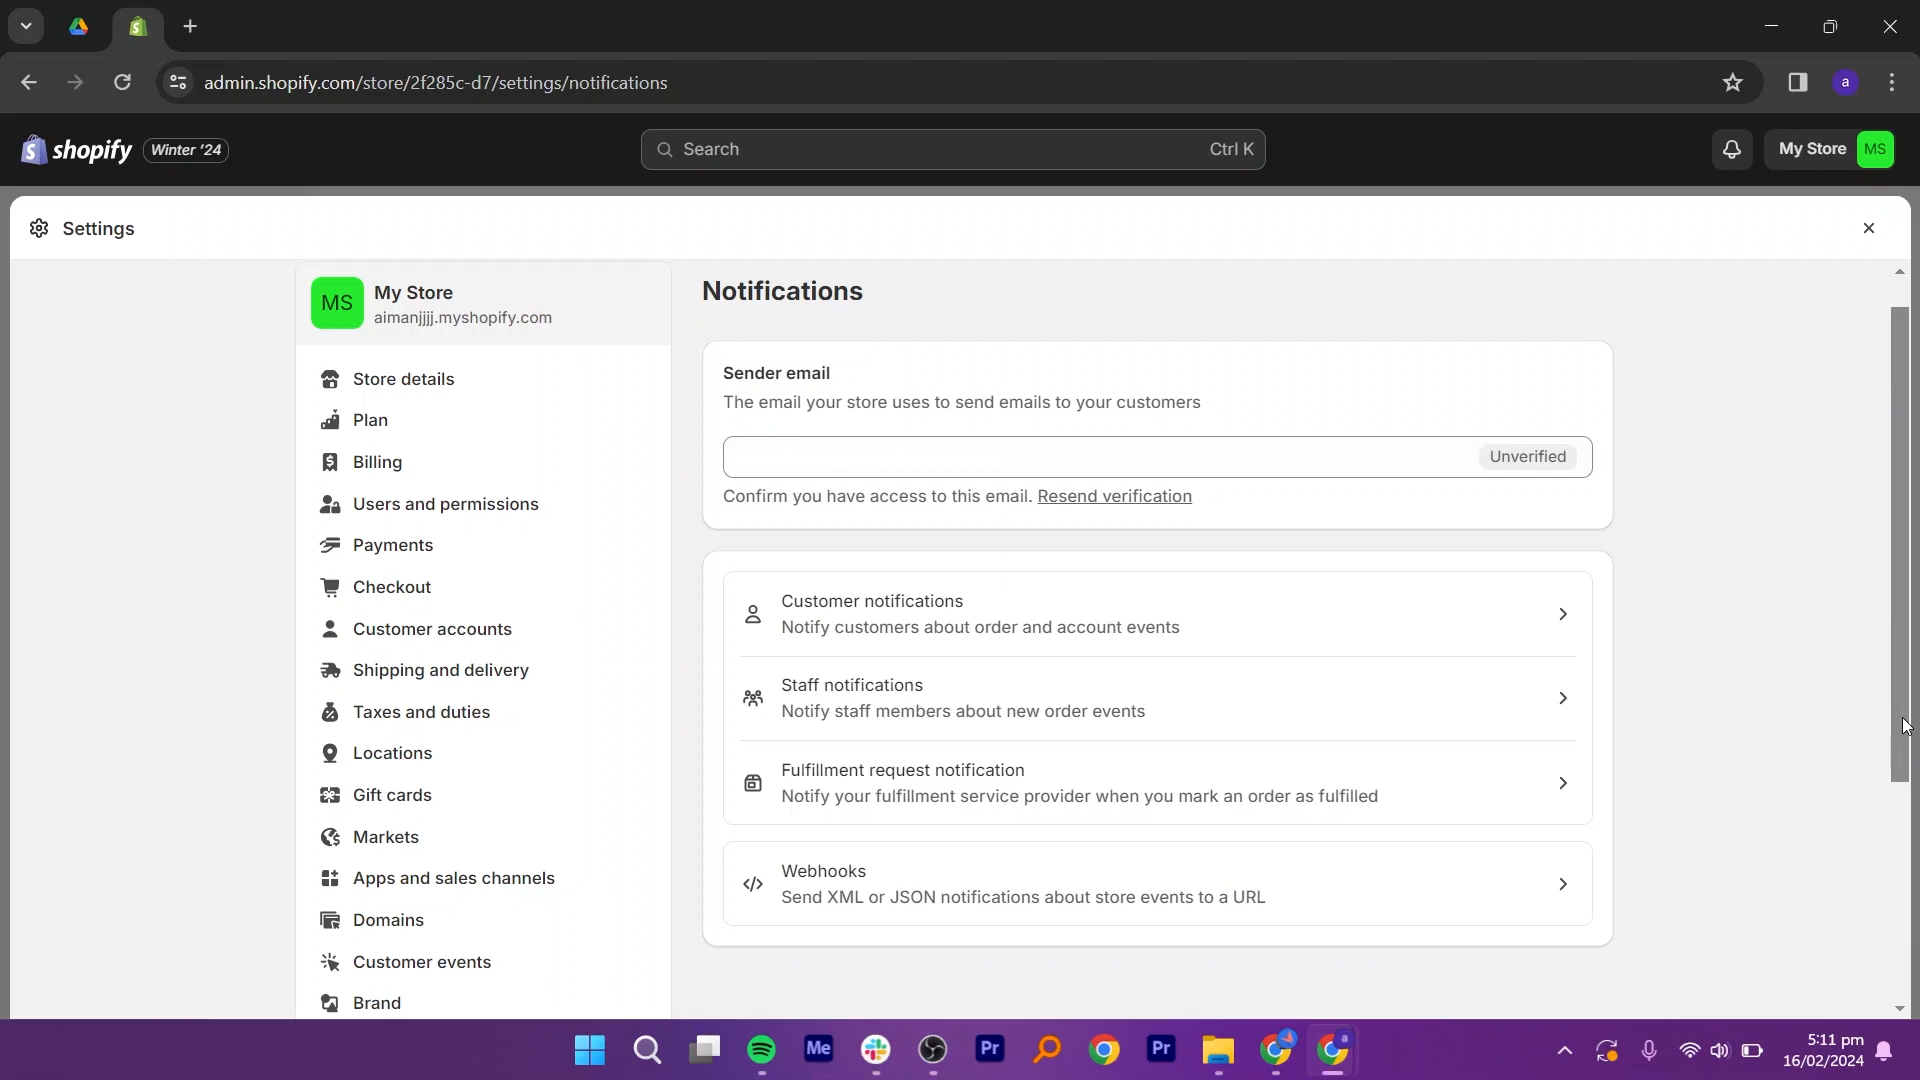 admin.shopify.com/store/2f285c-d7/settings/notifications
a
shopify Winter '24
Search Ctrl K
My Store MS
Settings
MS
My Store
aimanjjjj.myshopify.com
Store details
Plan
Billing
Users and permissions
Payments
Checkout
Customer accounts
Shipping and delivery
Taxes and duties
Locations
Gift cards
Markets
Apps and sales channels
Domains
Customer events
Brand
Notifications
Sender email
The email your store uses to send emails to your customers
Unverified
Confirm you have access to this email. Resend verification
Customer notifications
Notify customers about order and account events
Staff notifications
Notify staff members about new order events
Fulfillment request notification
Notify your fulfillment service provider when you mark an order as fulfilled
Webhooks
Send XML or JSON notifications about store events to a URL
Me
Pr
Pr
a
5:11 pm
16/02/2024